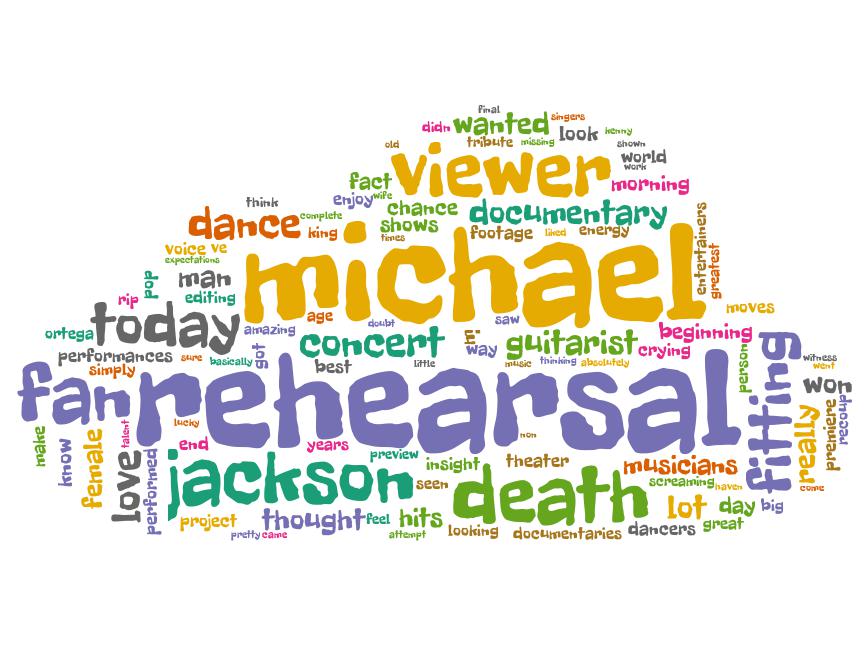 final
didn wanted singers
look kenny
old tribute missing shown
viewer world
work
fact morning
enjoy wife
think chance documentary
dance complete shows
king times footage liked energy
entertainers
greatest
voice ve
expectations
michael
pop man
rip editing
age moves
today
ortega amazing doubt saw
concert mj way guitarist beginning
performances sure basically got crying
simply best little music thinking absolutely person
fitting
witness
went
fan rehearsal won
make know female talent lucky non
really premiere recoup
love performed end years preview insight theater musicians
jackson seen screaming haven come
death lot day big
project thought feel hits looking documentaries dancers great
pretty came attempt